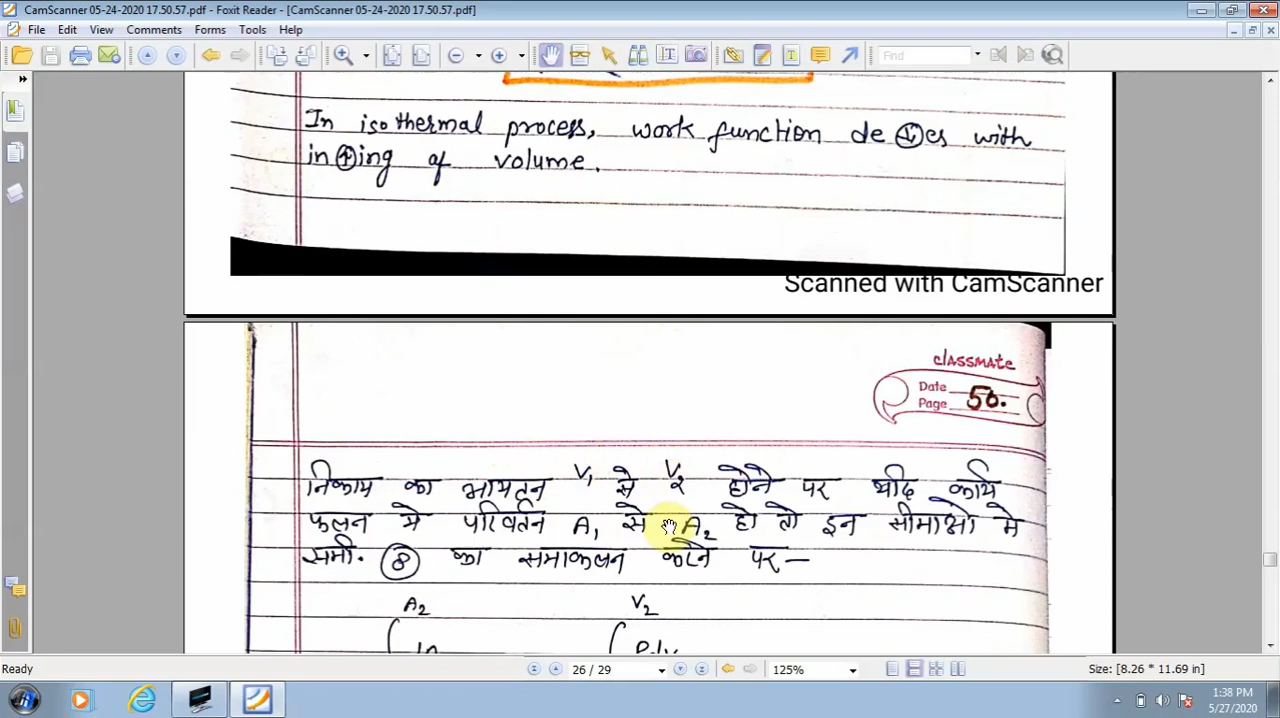 CamScanner 05-24-2020 17.50.57.pdf - Foxit Reader - [CamScanner 05-24-2020 17.50.57.pdf]
File Edit View Comments Forms Tools Help
Find
In isothermal process, work function de(↓)es with
in(↑)ing of volume.
Scanned with CamScanner
classmate
Date
Page 50.
निकाय का आयतन V₁ से V₂ होने पर यदि कार्य
फलन मे परिवर्तन A₁ से A₂ हो तो इन सीमाओ मे
समी. (8) का समाकलन करने पर—
A₂ V₂
∫ ∫ Pdv
Ready 26 / 29 125% Size: [8.26 * 11.69 in]
1:38 PM
5/27/2020